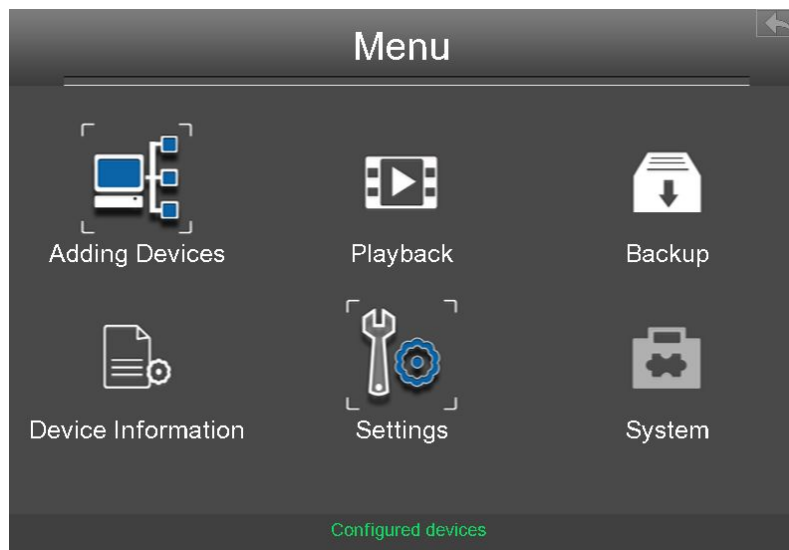 Menu
Adding Devices
Playback
Backup
Device Information
Settings
System
Configured devices